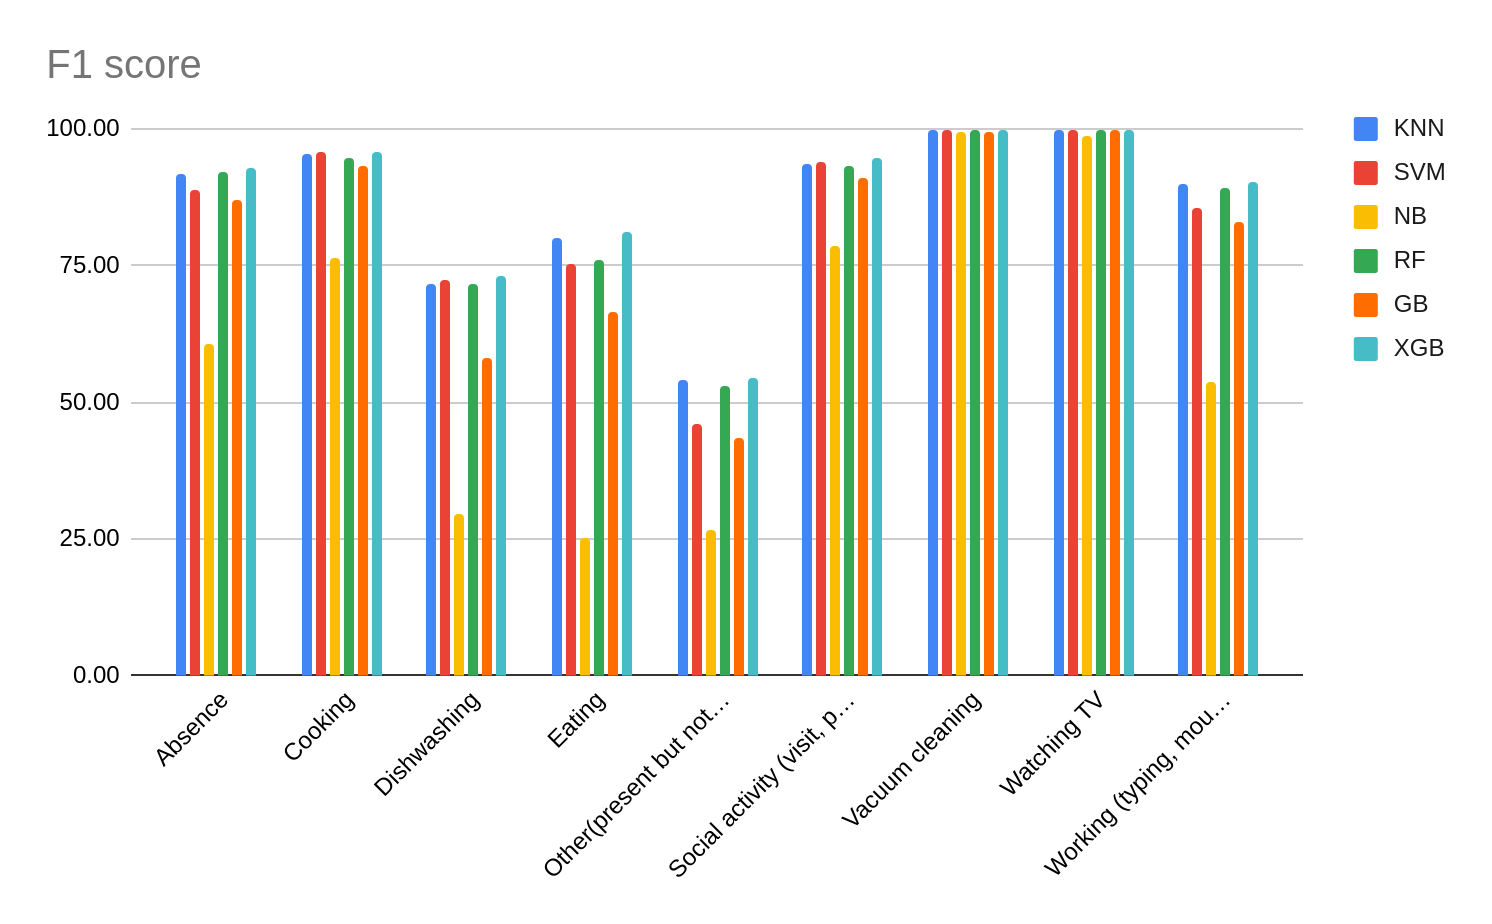 F1 score
100.00
75.00
50.00
25.00
0.00
KNN
SVM
NB
RF
GB
XGB
Absence
Cooking
Dishwashing
Eating
Other(present but not…
Social activity (visit, p…
Vacuum cleaning
Watching TV
Working (typing, mou…